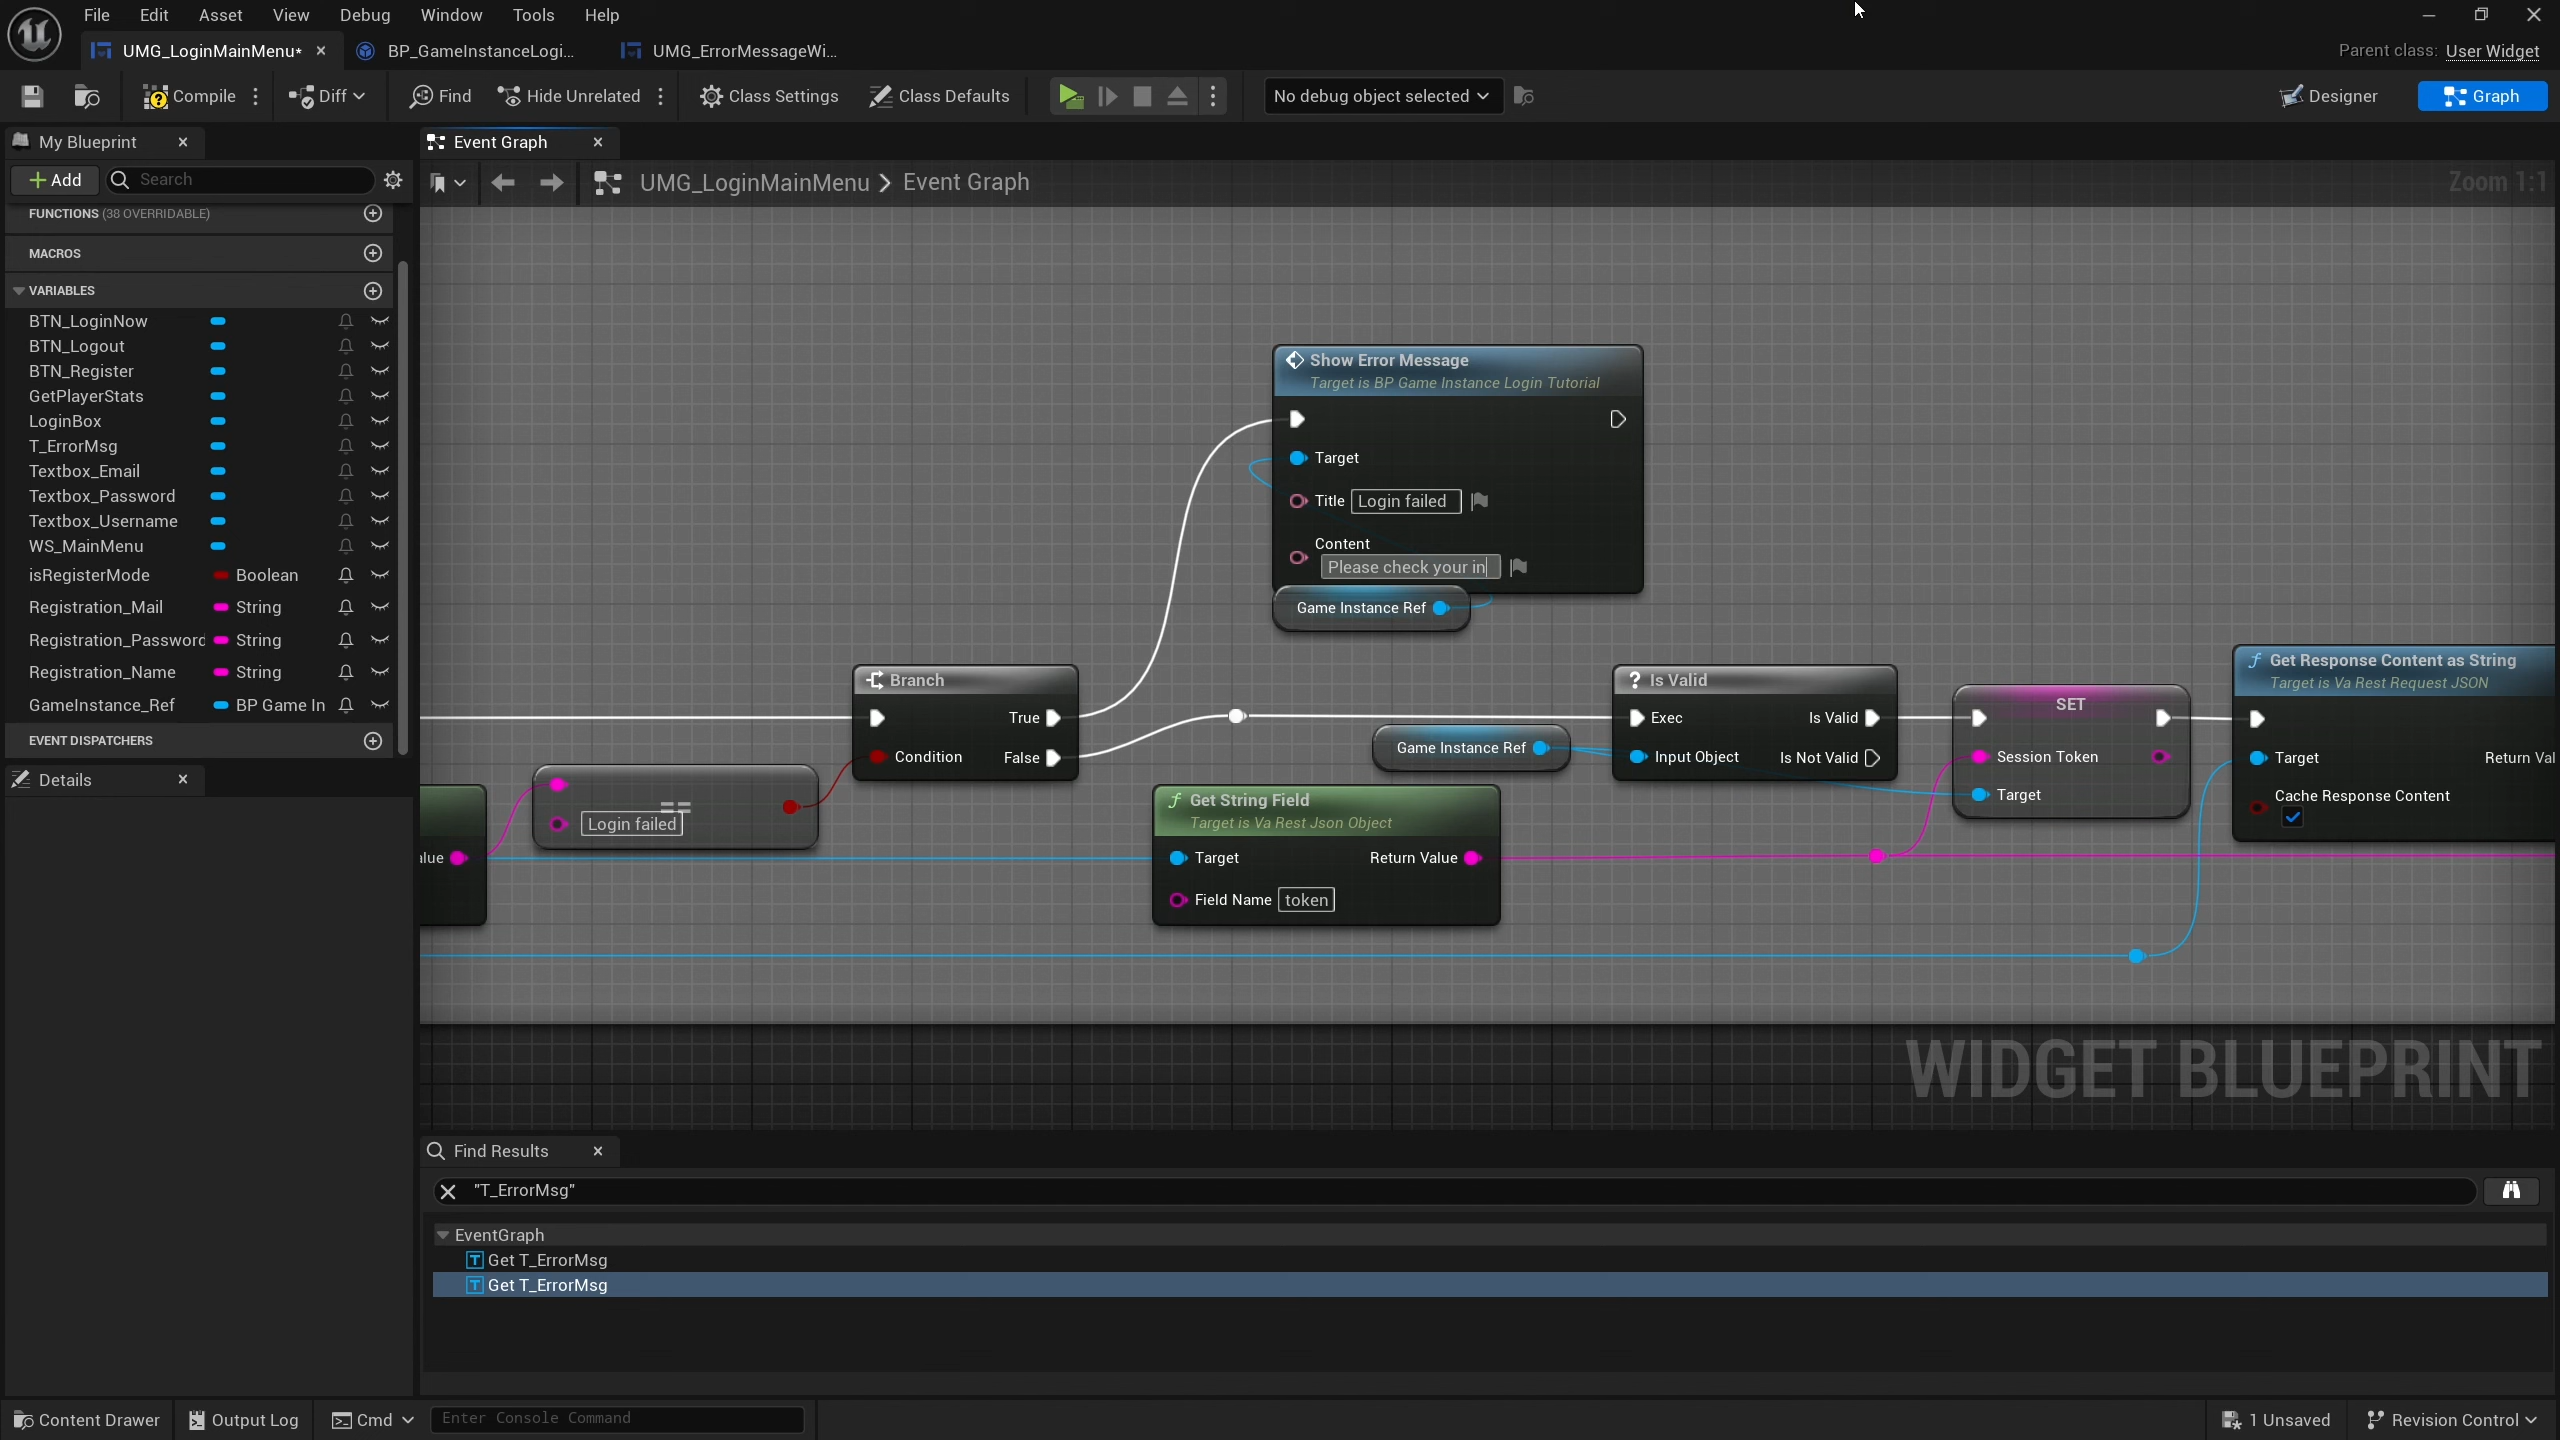 File Edit Asset View Debug Window Tools Help
UMG_LoginMainMenu* BP_GameInstanceLogi... UMG_ErrorMessageWi... Parent class: User Widget
Compile Diff Find Hide Unrelated Class Settings Class Defaults No debug object selected Designer Graph
My Blueprint
Event Graph
Add Search
UMG_LoginMainMenu > Event Graph Zoom 1:1
FUNCTIONS (38 OVERRIDABLE)
MACROS
VARIABLES
BTN_LoginNow
BTN_Logout
BTN_Register
GetPlayerStats
LoginBox
T_ErrorMsg
Textbox_Email
Textbox_Password
Textbox_Username
WS_MainMenu
isRegisterMode Boolean
Registration_Mail String
Registration_Password String
Registration_Name String
GameInstance_Ref BP Game In
EVENT DISPATCHERS
Details
Show Error Message
Target is BP Game Instance Login Tutorial
Target
Title Login failed
Content
Please check your in
Game Instance Ref
Branch
True
Condition False
==
Login failed
alue
Game Instance Ref
Is Valid
Exec Is Valid
Input Object Is Not Valid
SET
Session Token
Target
Get Response Content as String
Target is Va Rest Request JSON
Target Return Val
Cache Response Content
Get String Field
Target is Va Rest Json Object
Target Return Value
Field Name token
WIDGET BLUEPRINT
Find Results
"T_ErrorMsg"
EventGraph
Get T_ErrorMsg
Get T_ErrorMsg
Content Drawer Output Log Cmd Enter Console Command 1 Unsaved Revision Control